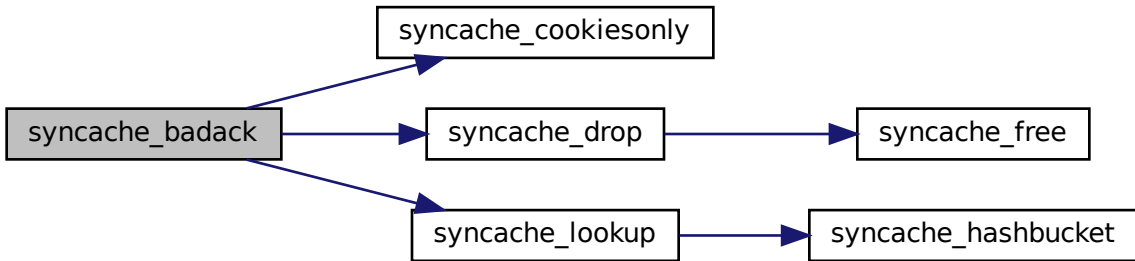 syncache_cookiesonly
syncache_badack
syncache_drop
syncache_free
syncache_lookup
syncache_hashbucket